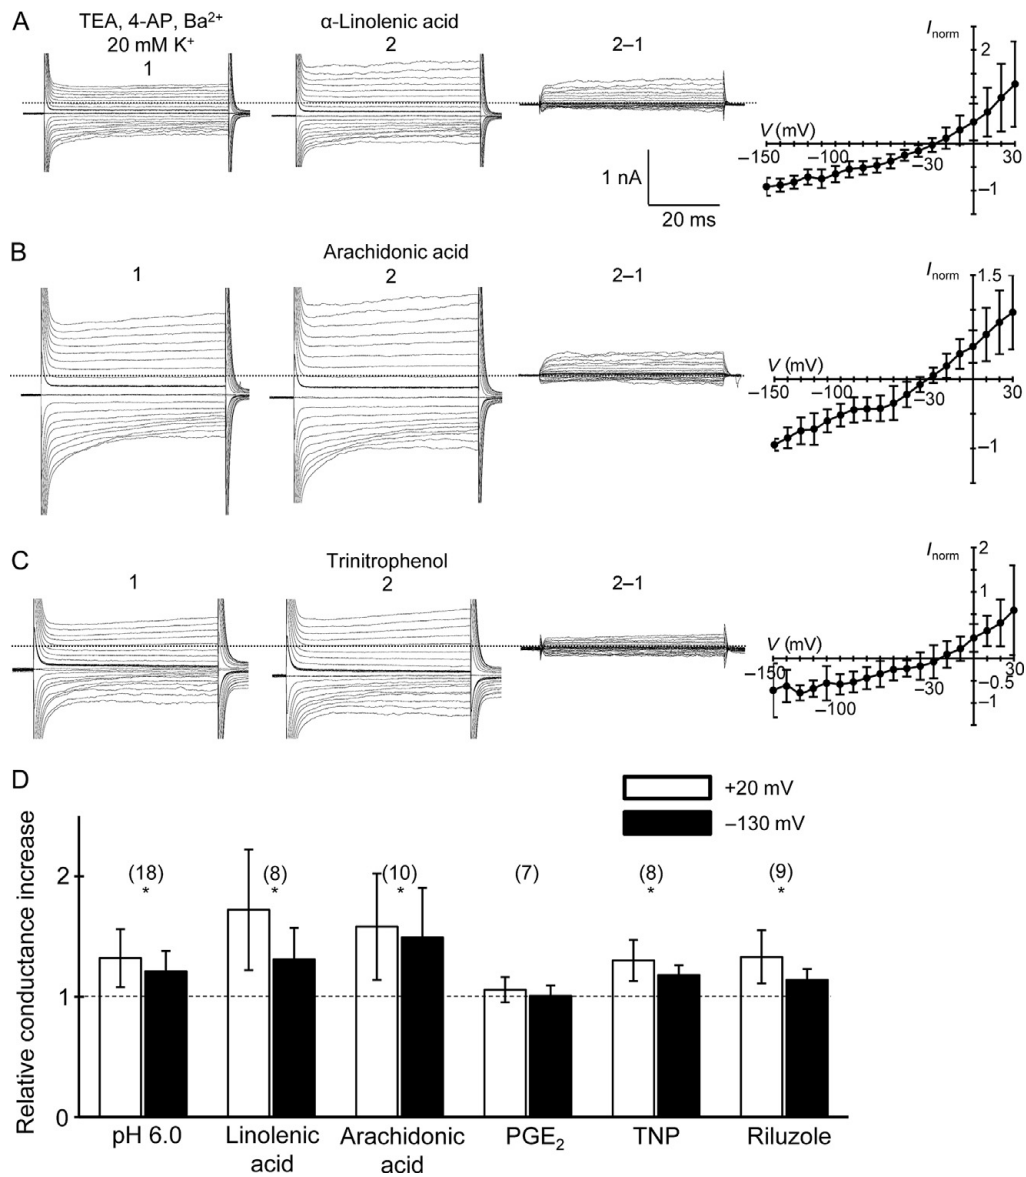 A
TEA, 4-AP, Ba²⁺
20 mM K⁺
1
α-Linolenic acid
2
2–1
1 nA
20 ms
Inorm
2
V (mV)
–150
–100
–30
30
–1
B
1
Arachidonic acid
2
2–1
Inorm
1.5
V (mV)
–150
–100
–30
30
–1
C
1
Trinitrophenol
2
2–1
Inorm
2
1
V (mV)
–150
–100
–30
30
–0.5
–1
D
+20 mV
–130 mV
Relative conductance increase
2
1
0
(18)
*
(8)
*
(10)
*
(7)
(8)
*
(9)
*
pH 6.0
Linolenic
acid
Arachidonic
acid
PGE₂
TNP
Riluzole